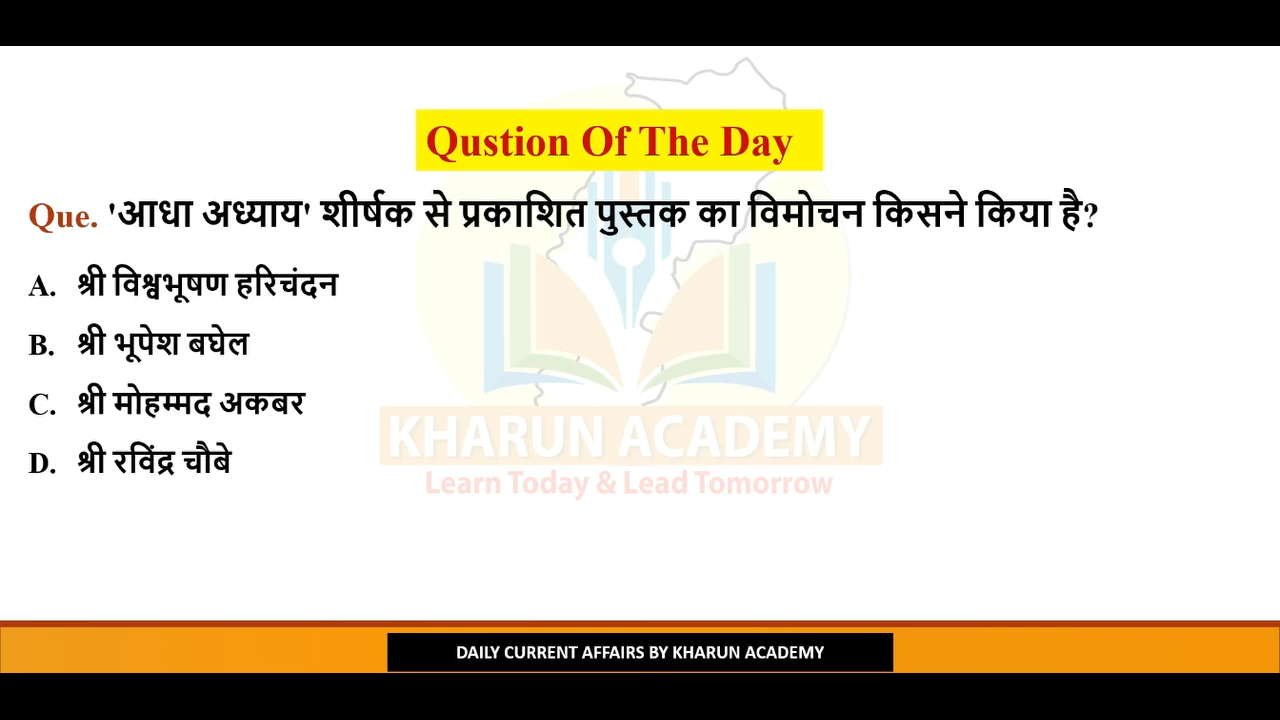 Qustion Of The Day
Que. 'आधा अध्याय' शीर्षक से प्रकाशित पुस्तक का विमोचन किसने किया है?
A. श्री विश्वभूषण हरिचंदन
B. श्री भूपेश बघेल
C. श्री मोहम्मद अकबर
D. श्री रविंद्र चौबे
KHARUN ACADEMY
Learn Today & Lead Tomorrow
DAILY CURRENT AFFAIRS BY KHARUN ACADEMY